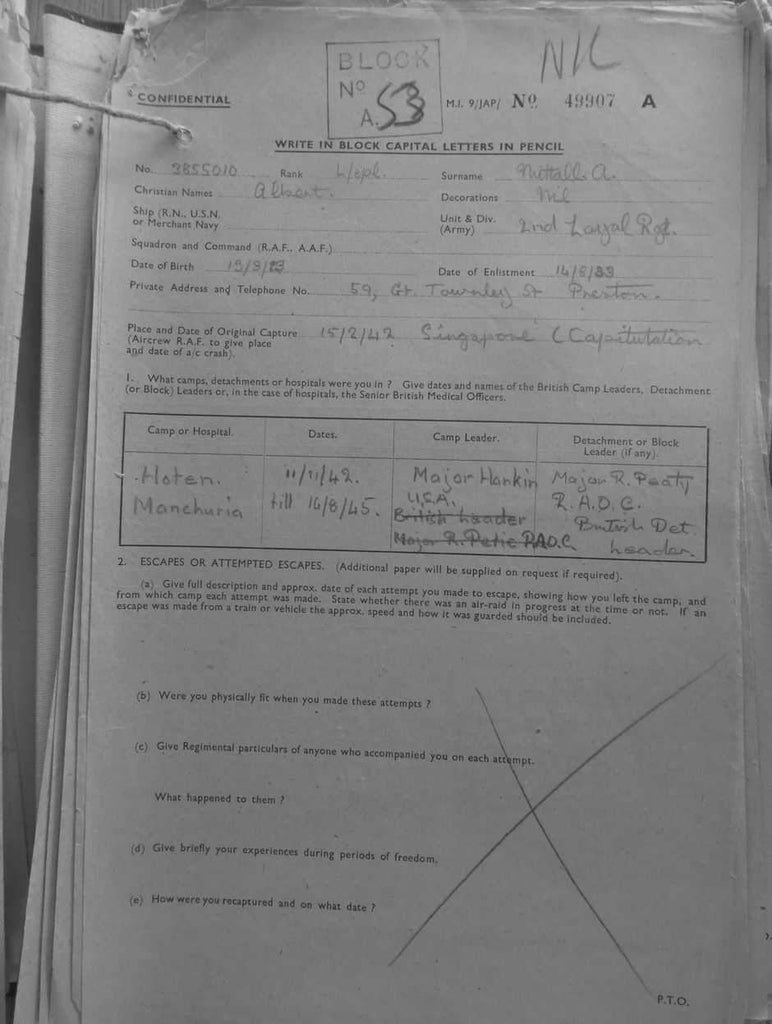 BLOCK
Nº
A. 53
NIL
CONFIDENTIAL
M.I. 9/JAP/ Nº 49907 A
WRITE IN BLOCK CAPITAL LETTERS IN PENCIL
No. 3855010 Rank L/cpl. Surname A.
Christian Names Albert. Decorations Nil
Ship (R.N., U.S.N. or Merchant Navy Unit & Div. (Army) 2nd Loyal Rgt.
Squadron and Command (R.A.F., A.A.F.)
Date of Birth Date of Enlistment 14/8/33
Private Address and Telephone No. 59, Gt. Townley St Preston.
Place and Date of Original Capture 15/2/42 Singapore (Capitulation
(Aircrew R.A.F. to give place
and date of a/c crash).
1. What camps, detachments or hospitals were you in ? Give dates and names of the British Camp Leaders, Detachment
(or Block) Leaders or, in the case of hospitals, the Senior British Medical Officers.
Camp or Hospital. Dates. Camp Leader. Detachment or Block Leader (if any).
Hoten. 11/11/42. Major Hankin Major R. Peaty
Manchuria till 16/8/45. U.S.A. R.A.O.C.
British Leader British Det
Major R. Petie RAOC Leader.
2. ESCAPES OR ATTEMPTED ESCAPES. (Additional paper will be supplied on request if required).
(a) Give full description and approx. date of each attempt you made to escape, showing how you left the camp, and
from which camp each attempt was made. State whether there was an air-raid in progress at the time or not. If an
escape was made from a train or vehicle the approx. speed and how it was guarded should be included.
(b) Were you physically fit when you made these attempts ?
(c) Give Regimental particulars of anyone who accompanied you on each attempt.
What happened to them ?
(d) Give briefly your experiences during periods of freedom.
(e) How were you recaptured and on what date ?
P.T.O.